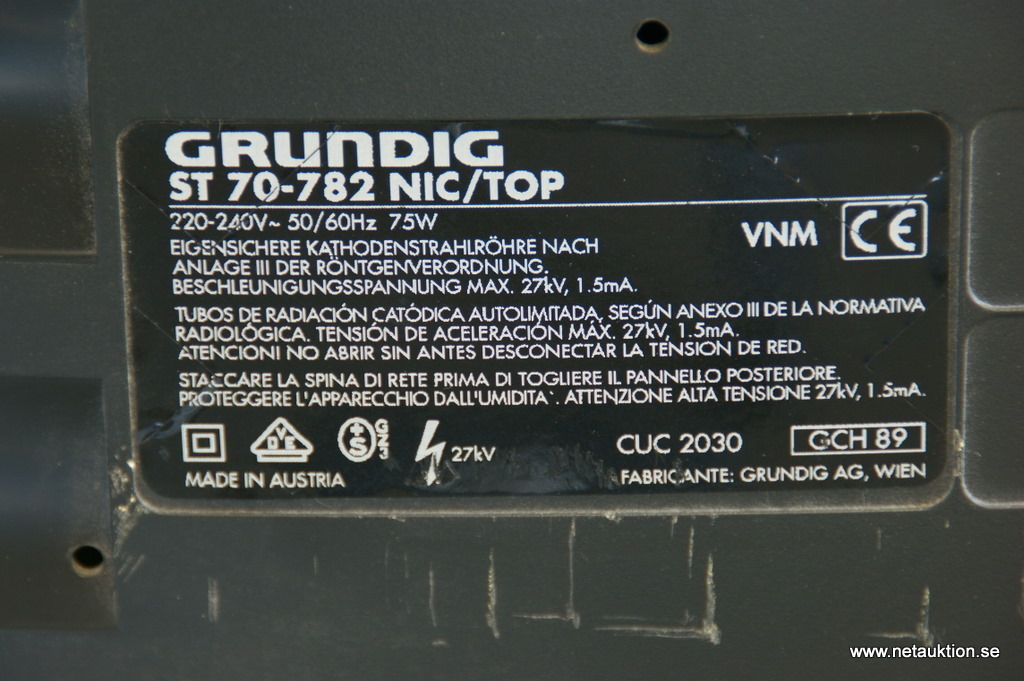 GRUNDIG
ST 70-782 NIC/TOP
220-240V~ 50/60Hz 75W
VNM CE
EIGENSICHERE KATHODENSTRAHLRÖHRE NACH
ANLAGE III DER RÖNTGENVERORDNUNG.
BESCHLEUNIGUNGSSPANNUNG MAX. 27kV, 1.5mA.
TUBOS DE RADIACIÓN CATÓDICA AUTOLIMITADA, SEGÚN ANEXO III DE LA NORMATIVA
RADIOLÓGICA. TENSIÓN DE ACELERACIÓN MÁX. 27kV, 1.5mA.
ATENCION! NO ABRIR SIN ANTES DESCONECTAR LA TENSION DE RED.
STACCARE LA SPINA DI RETE PRIMA DI TOGLIERE IL PANNELLO POSTERIORE.
PROTEGGERE L'APPARECCHIO DALL'UMIDITA`. ATTENZIONE ALTA TENSIONE 27kV, 1.5mA.
VDE +S GZ3 27kV CUC 2030 GCH 89
MADE IN AUSTRIA FABRICANTE: GRUNDIG AG, WIEN
www.netauktion.se